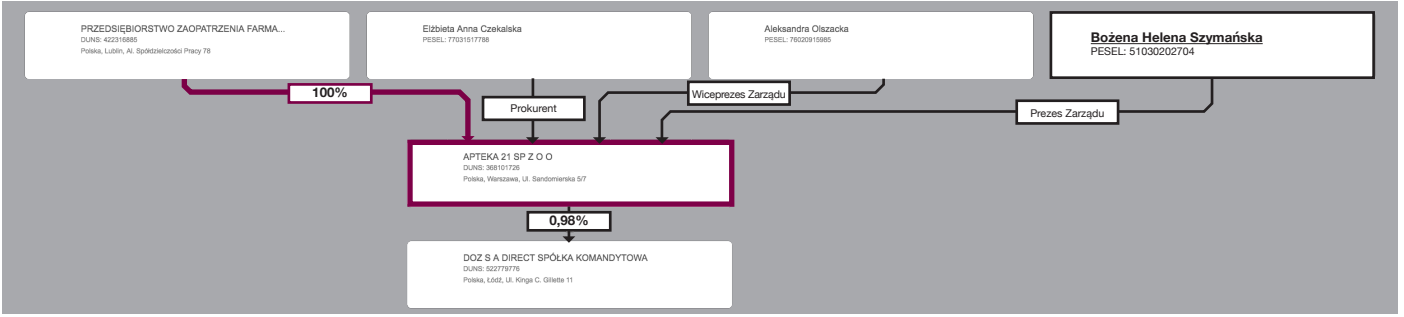 PRZEDSIĘBIORSTWO ZAOPATRZENIA FARMA...
DUNS: 422316885
Polska, Lublin, Al. Spółdzielczości Pracy 78
Elżbieta Anna Czekalska
PESEL: 77031517788
Aleksandra Olszacka
PESEL: 76020915985
Bożena Helena Szymańska
PESEL: 51030202704
100%
Prokurent
Wiceprezes Zarządu
Prezes Zarządu
APTEKA 21 SP Z O O
DUNS: 368101726
Polska, Warszawa, Ul. Sandomierska 5/7
0,98%
DOZ S A DIRECT SPÓŁKA KOMANDYTOWA
DUNS: 522779776
Polska, Łódź, Ul. Kinga C. Gillette 11